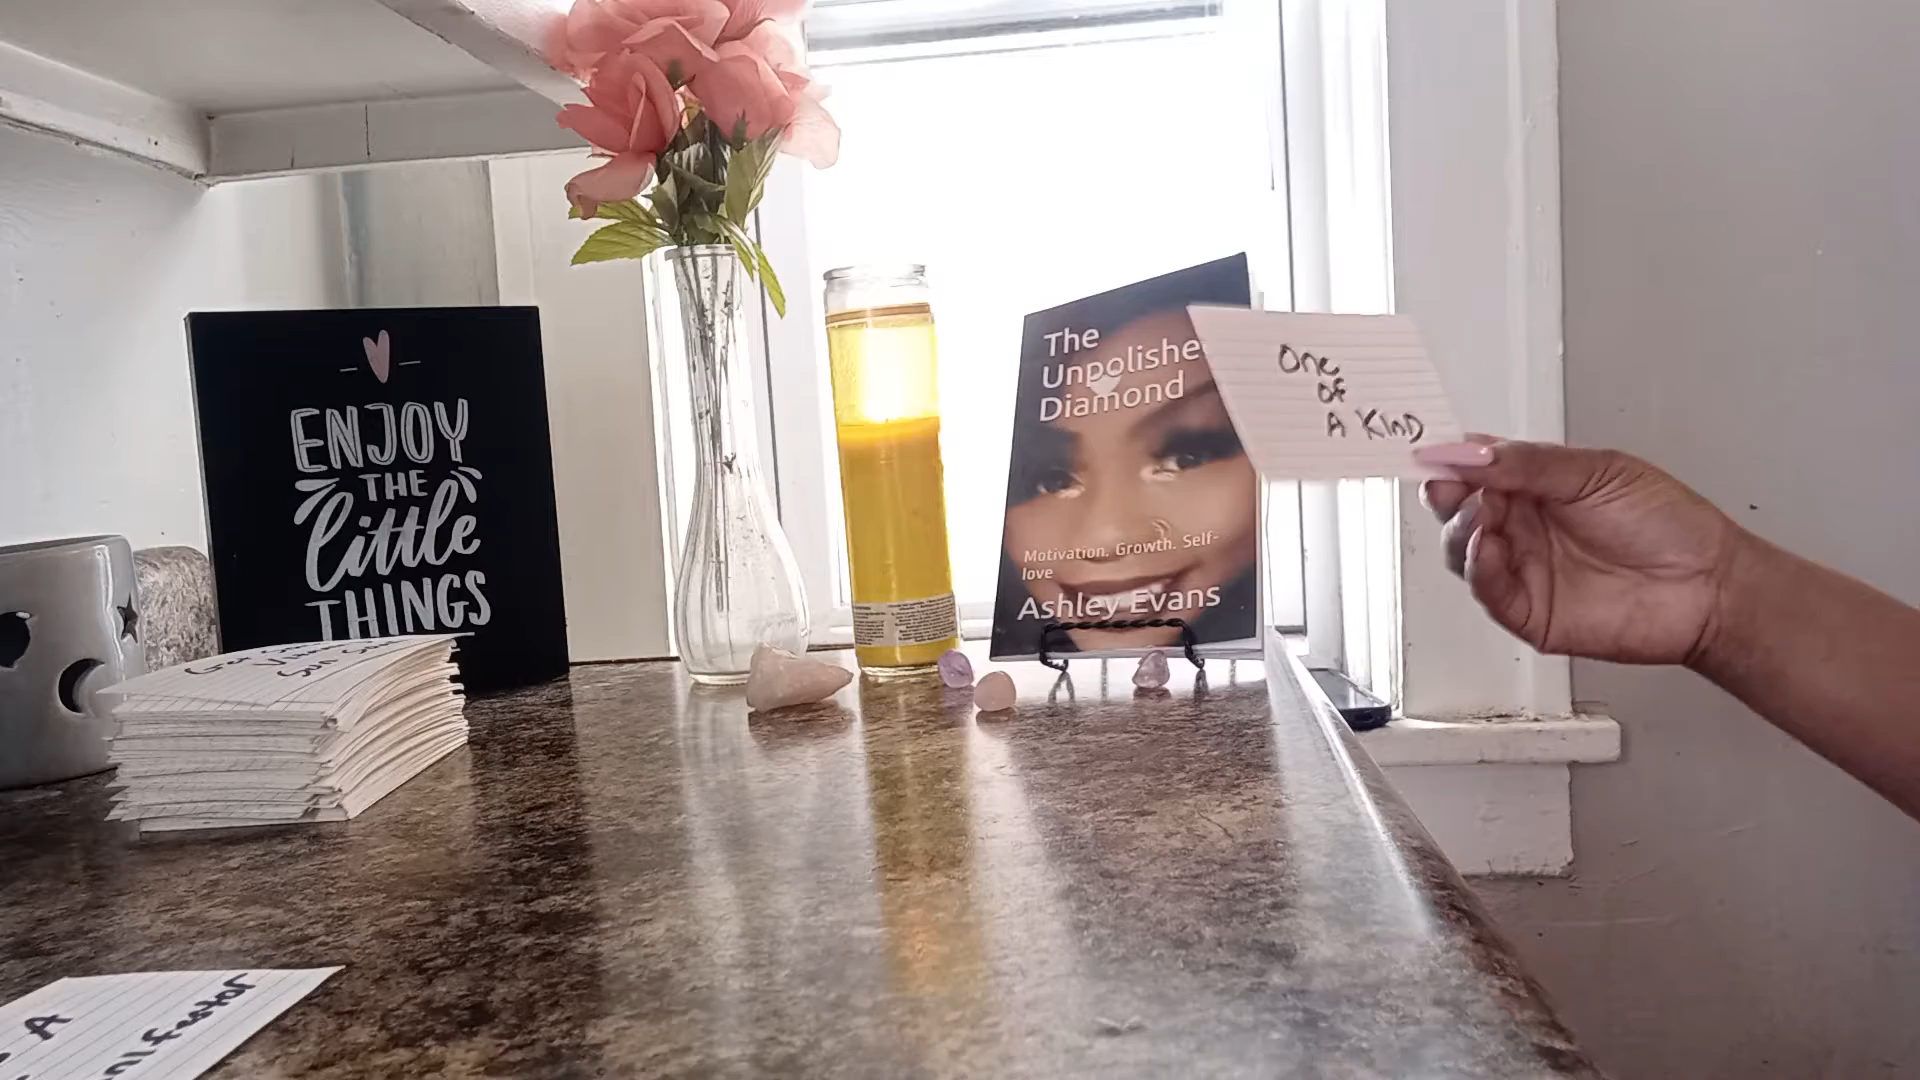 ENJOY
THE
little
THINGS
The
Unpolishe
Diamond
Motivation. Growth. Self-
love
Ashley Evans
One
OF
A KIND
A